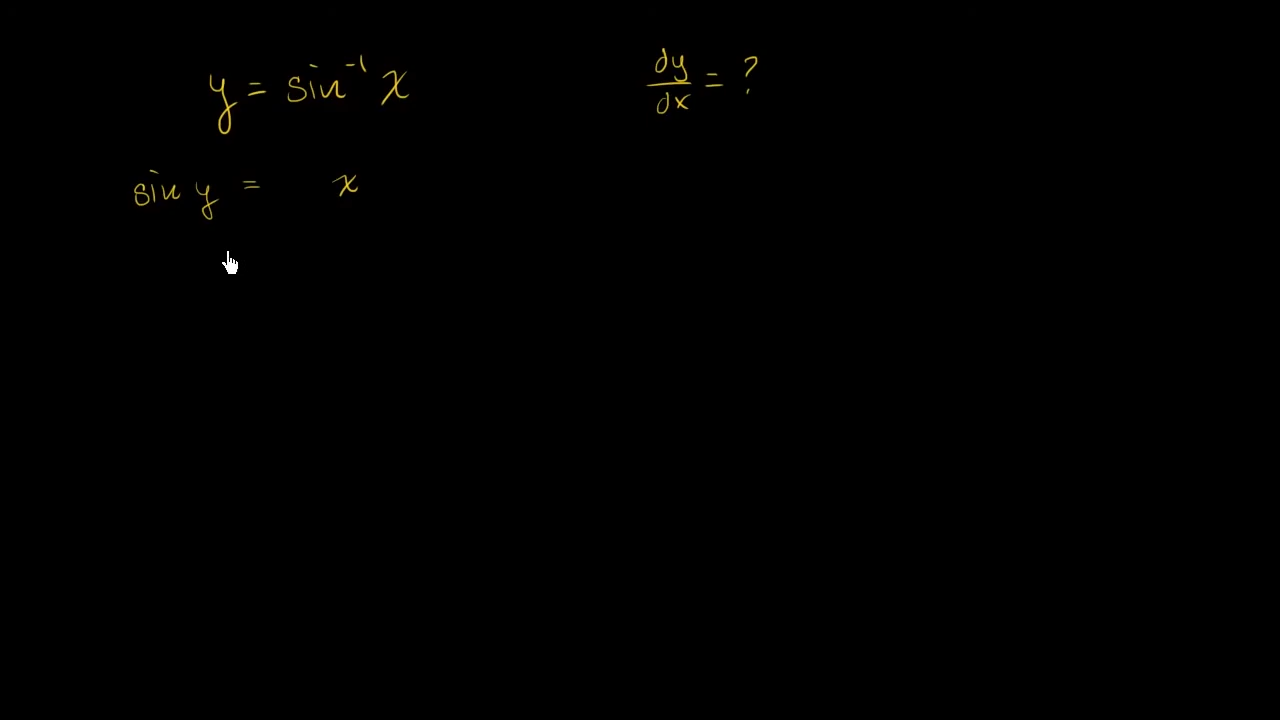 y = sin⁻¹ x
dy/dx = ?
sin y = x